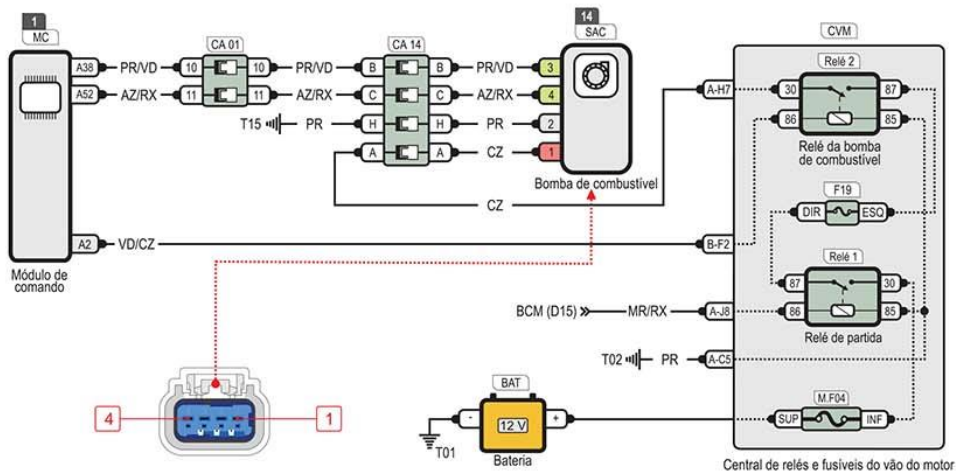 1
MC
A38 PR/VD 10 CA 01 10 PR/VD B CA 14 B PR/VD 3
A52 AZ/RX 11 11 AZ/RX C C AZ/RX 4
T15 PR H H PR 2
A A CZ 1
14
SAC
Bomba de combustível
CZ
A2 VD/CZ B-F2
Módulo de
comando
CVM
Relé 2
A-H7 30 87
86 85
Relé da bomba
de combustível
F19
DIR ESQ
Relé 1
87 30
BCM (D15) MR/RX A-J8 86 85
Relé de partida
T02 PR A-C5
BAT
- +
12 V
T01
Bateria
M.F04
SUP INF
Central de relés e fusíveis do vão do motor
4 1